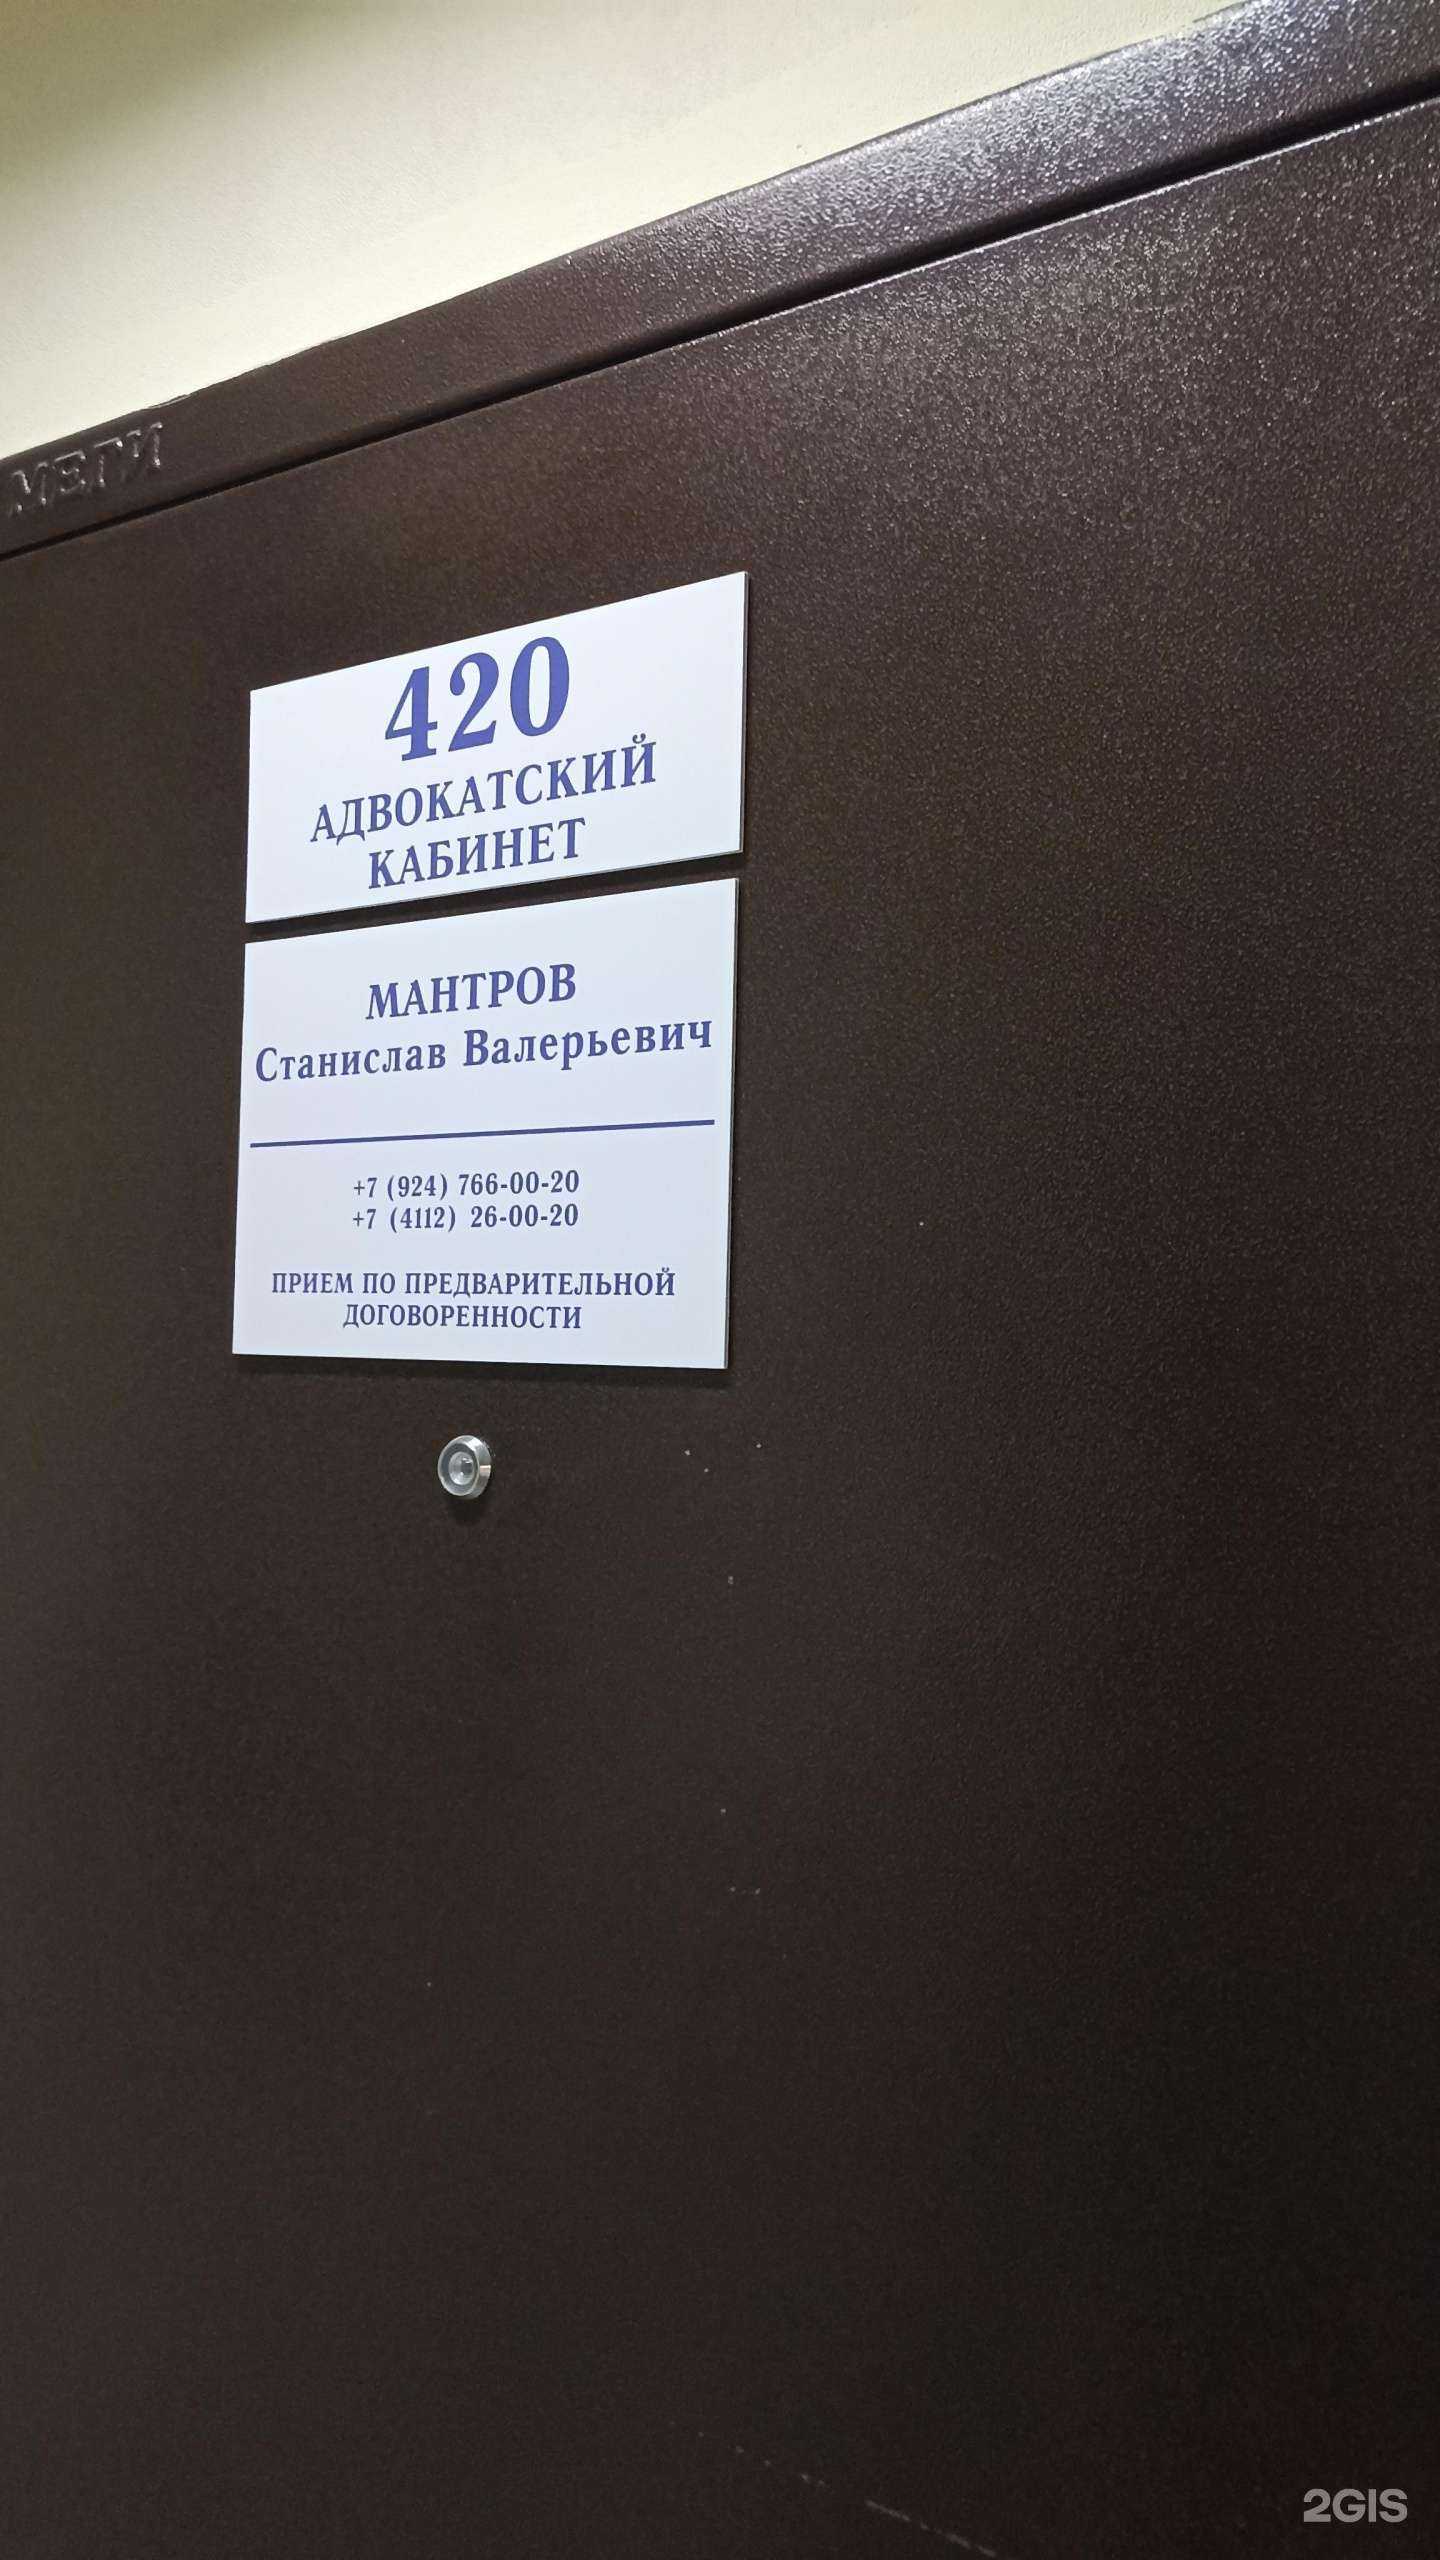 МЕГИ
420
АДВОКАТСКИЙ
КАБИНЕТ
МАНТРОВ
Станислав Валерьевич
+7 (924) 766-00-20
+7 (4112) 26-00-20
ПРИЕМ ПО ПРЕДВАРИТЕЛЬНОЙ
ДОГОВОРЕННОСТИ
2GIS